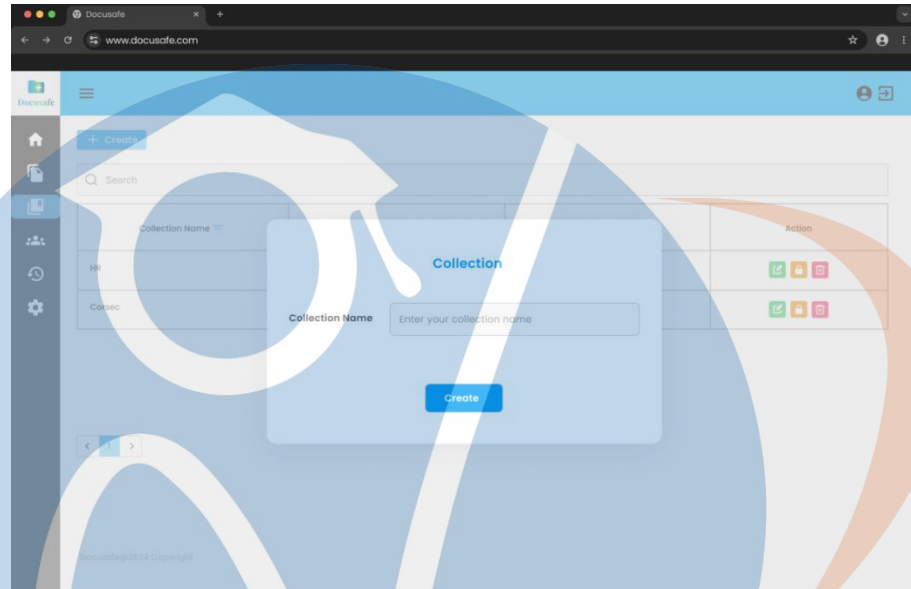 Docusafe
www.docusafe.com
Docusafe
+ Create
Search
Collection Name
Action
HR
Corsec
Collection
Collection Name
Enter your collection name
Create
< 1 >
Docusafe@2024 Copyright